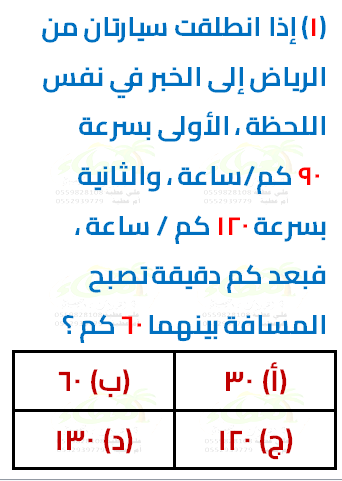 (١) إذا انطلقت سيارتان من
الرياض إلى الخبر في نفس
اللحظة ، الأولى بسرعة
٩٠ كم/ساعة ، والثانية
بسرعة ١٢٠ كم / ساعة ،
فبعد كم دقيقة تصبح
المسافة بينهما ٦٠ كم ؟
(أ) ٣٠
(ب) ٦٠
(ج) ١٢٠
(د) ١٣٠